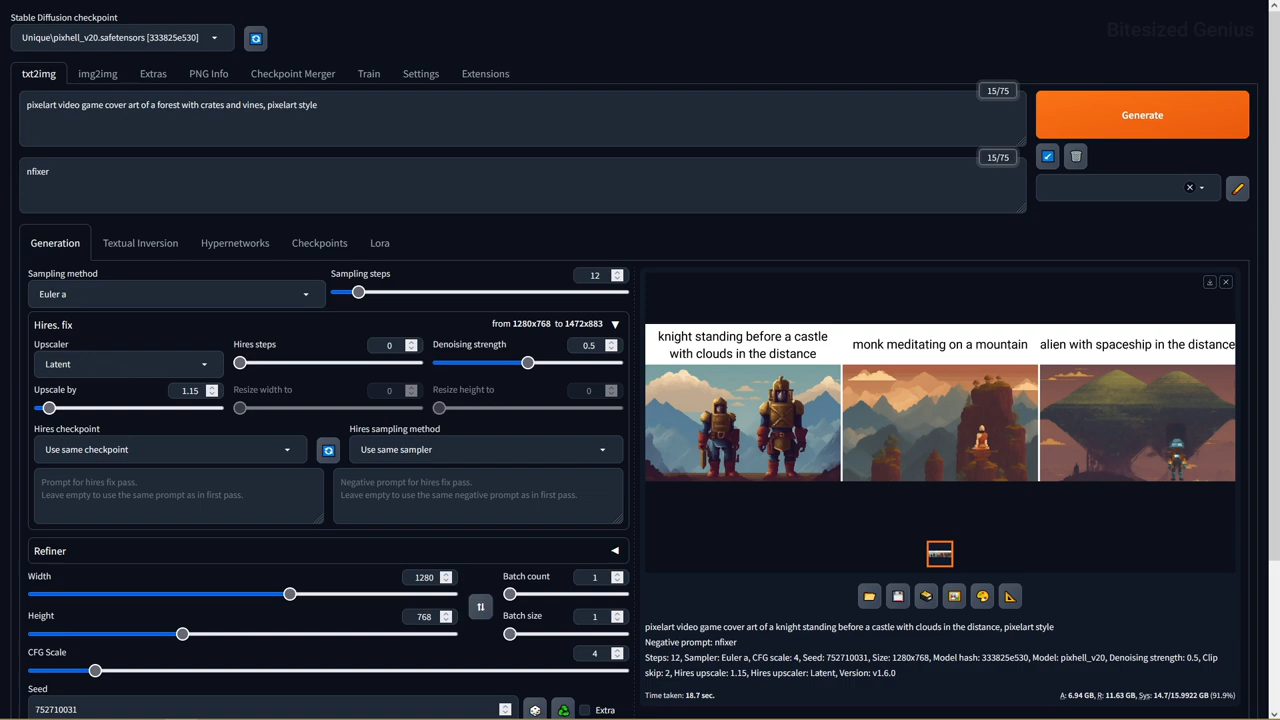 Stable Diffusion checkpoint
Unique\pixhell_v20.safetensors [333825e530]
Bitesized Genius
txt2img
img2img
Extras
PNG Info
Checkpoint Merger
Train
Settings
Extensions
15/75
pixelart video game cover art of a forest with crates and vines, pixelart style
Generate
15/75
nfixer
Generation
Textual Inversion
Hypernetworks
Checkpoints
Lora
Sampling method
Euler a
Sampling steps
12
Hires. fix
from 1280x768 to 1472x883
Upscaler
Latent
Hires steps
0
Denoising strength
0.5
Upscale by
1.15
Resize width to
0
Resize height to
0
Hires checkpoint
Use same checkpoint
Hires sampling method
Use same sampler
Prompt for hires fix pass.
Leave empty to use the same prompt as in first pass.
Negative prompt for hires fix pass.
Leave empty to use the same negative prompt as in first pass.
Refiner
Width
1280
Height
768
Batch count
1
Batch size
1
CFG Scale
4
Seed
752710031
Extra
knight standing before a castle
with clouds in the distance
monk meditating on a mountain
alien with spaceship in the distance
pixelart video game cover art of a knight standing before a castle with clouds in the distance, pixelart style
Negative prompt: nfixer
Steps: 12, Sampler: Euler a, CFG scale: 4, Seed: 752710031, Size: 1280x768, Model hash: 333825e530, Model: pixhell_v20, Denoising strength: 0.5, Clip
skip: 2, Hires upscale: 1.15, Hires upscaler: Latent, Version: v1.6.0
Time taken: 18.7 sec.
A: 6.94 GB, R: 11.63 GB, Sys: 14.7/15.9922 GB (91.9%)